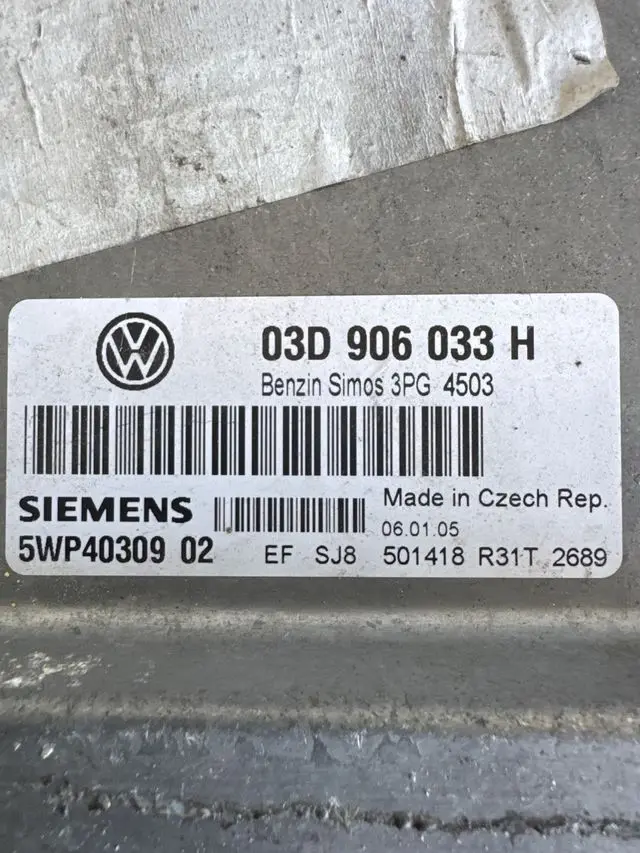 03D 906 033 H
Benzin Simos 3PG 4503
SIEMENS
Made in Czech Rep.
06.01.05
5WP40309 02 EF SJ8 501418 R31T 2689